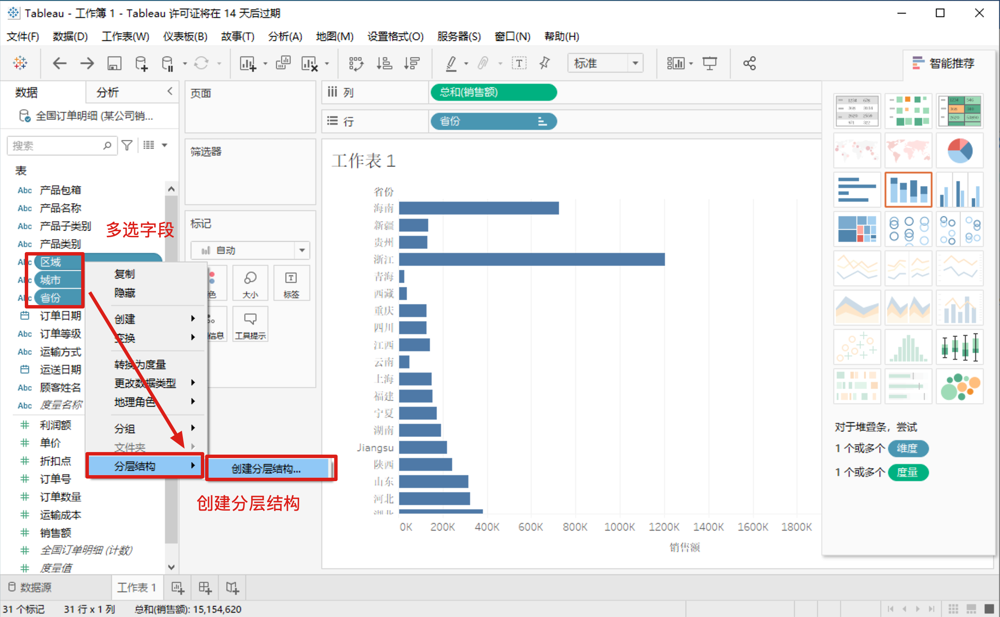 Tableau - 工作簿 1 - Tableau 许可证将在 14 天后过期
文件(F) 数据(D) 工作表(W) 仪表板(B) 故事(T) 分析(A) 地图(M) 设置格式(O) 服务器(S) 窗口(N) 帮助(H)
标准
智能推荐
数据 分析
全国订单明细 (某公司销...
搜索
表
Abc 产品包箱
Abc 产品名称
Abc 产品子类别
Abc 产品类别
多选字段
区域
城市
省份
订单日期
Abc 订单等级
Abc 运输方式
运送日期
Abc 顾客姓名
Abc 度量名称
利润额
单价
折扣点
订单号
订单数量
运输成本
销售额
全国订单明细 (计数)
度量值
复制
隐藏
创建
变换
转换为度量
更改数据类型
地理角色
分组
文件夹
分层结构
创建分层结构...
创建分层结构
页面
筛选器
标记
自动
色 大小 标签
信息 工具提示
列 总和(销售额)
行 省份
工作表 1
省份
海南
新疆
贵州
浙江
青海
西藏
重庆
四川
江西
云南
上海
福建
宁夏
湖南
Jiangsu
陕西
山东
河北
湖北
0K 200K 400K 600K 800K 1000K 1200K 1400K 1600K 1800K
销售额
对于堆叠条，尝试
1 个或多个 维度
1 个或多个 度量
数据源 工作表 1
31 个标记 31 行 x 1 列 总和(销售额): 15,154,620